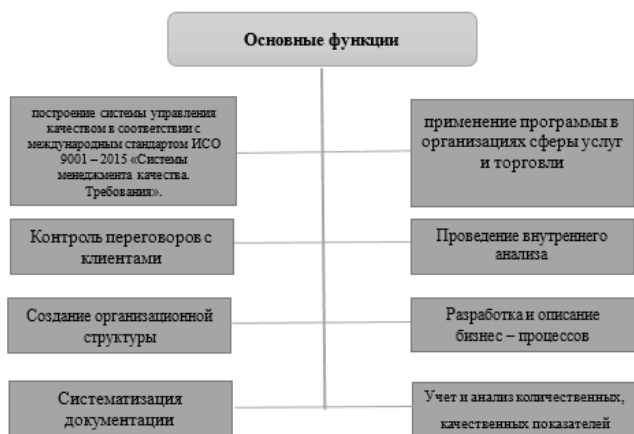 Основные функции
построение системы управления
качеством в соответствии с
международным стандартом ИСО
9001 – 2015 «Системы
менеджмента качества.
Требования».
применение программы в
организациях сферы услуг
и торговли
Контроль переговоров с
клиентами
Проведение внутреннего
анализа
Создание организационной
структуры
Разработка и описание
бизнес – процессов
Систематизация
документации
Учет и анализ количественных,
качественных показателей